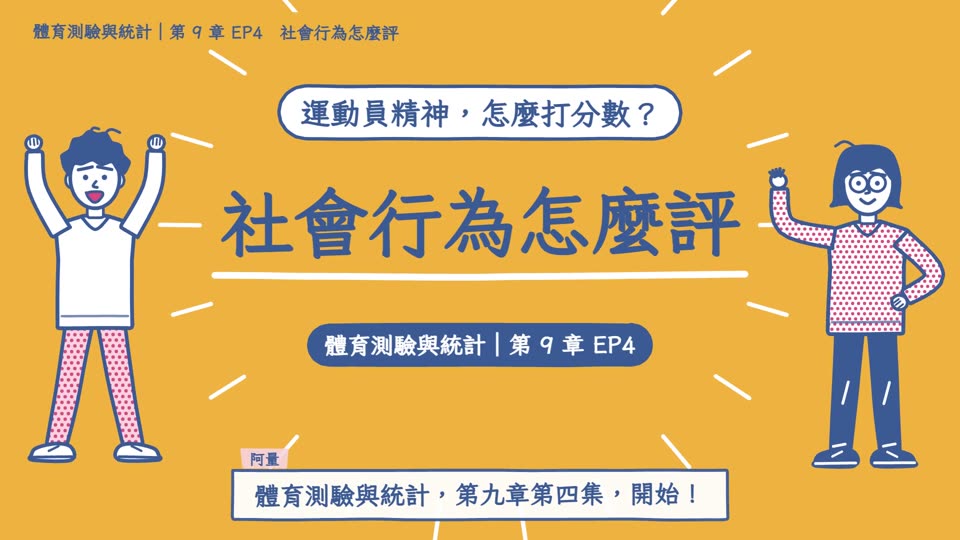 體育測驗與統計｜第 9 章 EP4　社會行為怎麼評
運動員精神，怎麼打分數？
社會行為怎麼評
體育測驗與統計｜第 9 章 EP4
阿量
體育測驗與統計，第九章第四集，開始！